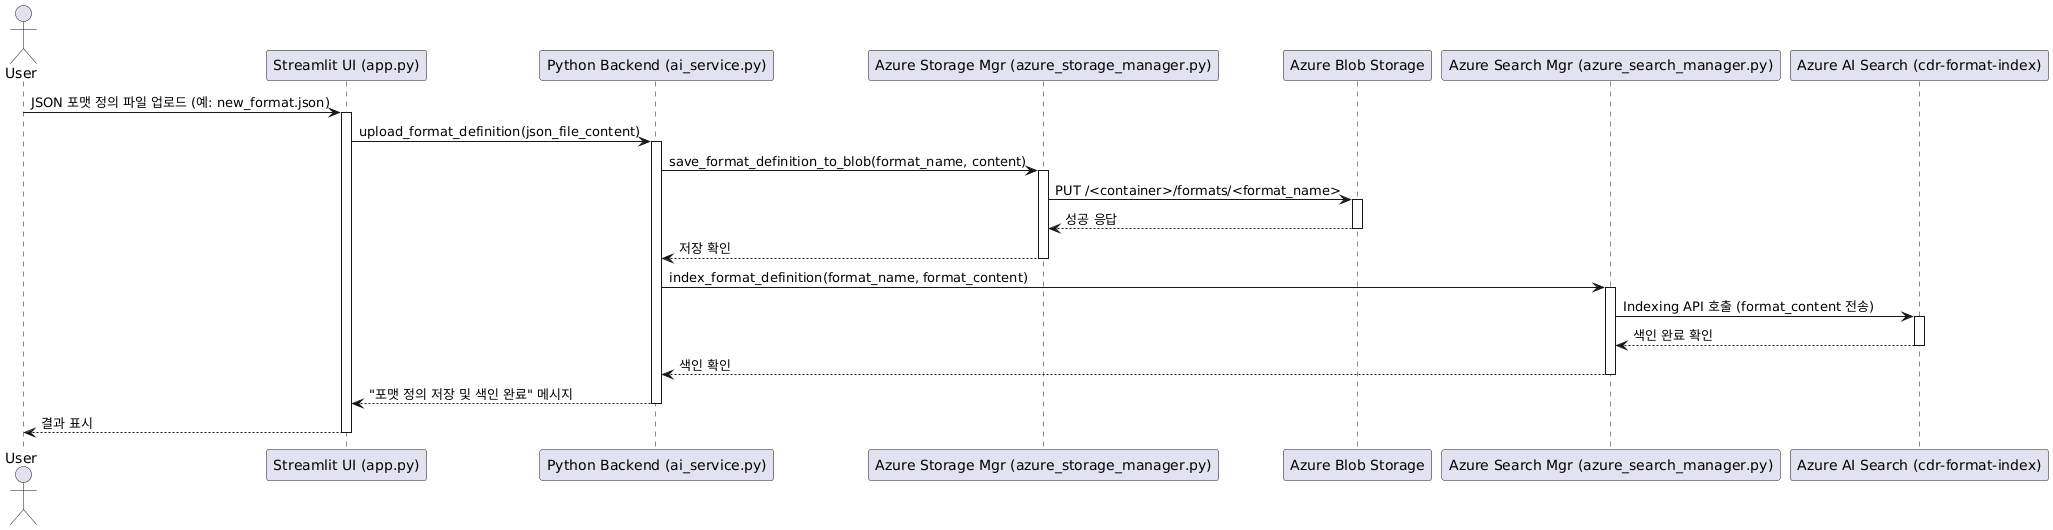 User
Streamlit UI (app.py)
Python Backend (ai_service.py)
Azure Storage Mgr (azure_storage_manager.py)
Azure Blob Storage
Azure Search Mgr (azure_search_manager.py)
Azure AI Search (cdr-format-index)
JSON 포맷 정의 파일 업로드 (예: new_format.json)
upload_format_definition(json_file_content)
save_format_definition_to_blob(format_name, content)
PUT /<container>/formats/<format_name>
성공 응답
저장 확인
index_format_definition(format_name, format_content)
Indexing API 호출 (format_content 전송)
색인 완료 확인
색인 확인
"포맷 정의 저장 및 색인 완료" 메시지
결과 표시
User
Streamlit UI (app.py)
Python Backend (ai_service.py)
Azure Storage Mgr (azure_storage_manager.py)
Azure Blob Storage
Azure Search Mgr (azure_search_manager.py)
Azure AI Search (cdr-format-index)